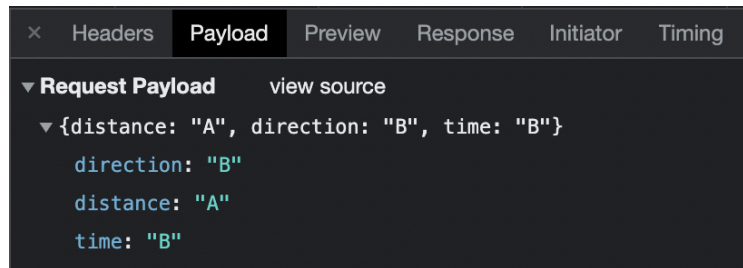 × Headers Payload Preview Response Initiator Timing
▼ Request Payload view source
▼ {distance: "A", direction: "B", time: "B"}
direction: "B"
distance: "A"
time: "B"